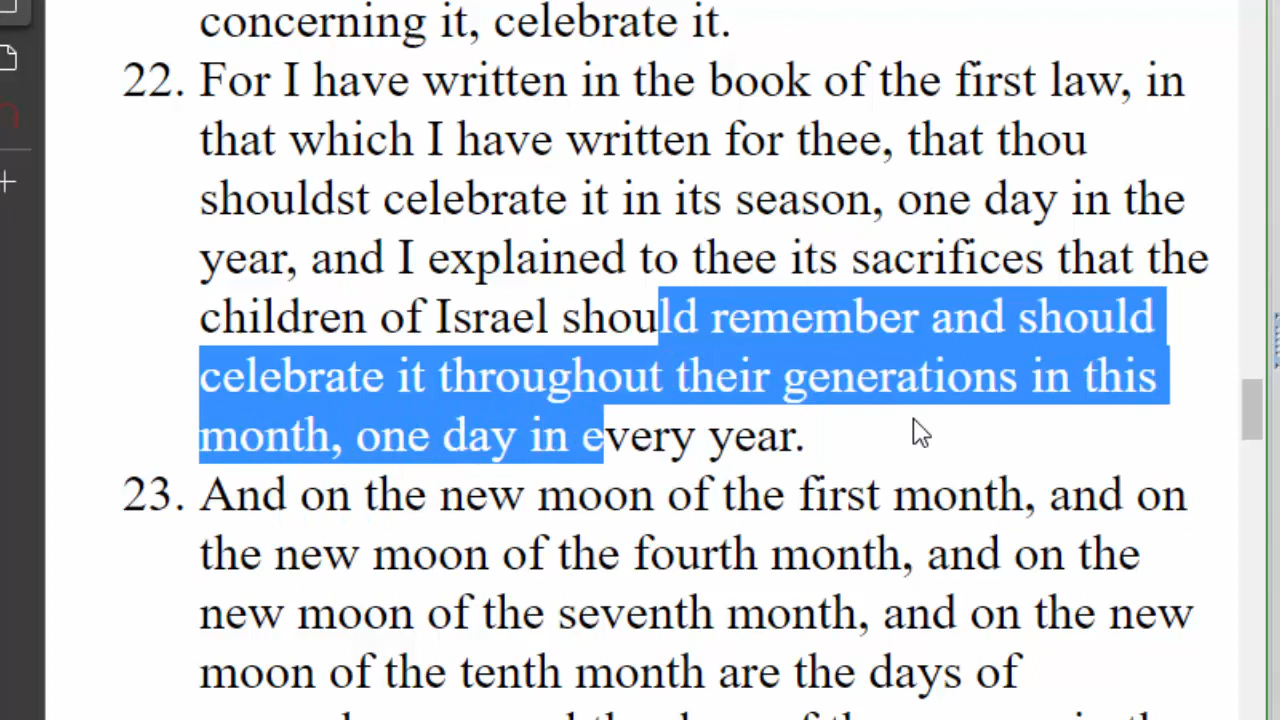 concerning it, celebrate it.
22. For I have written in the book of the first law, in
that which I have written for thee, that thou
shouldst celebrate it in its season, one day in the
year, and I explained to thee its sacrifices that the
children of Israel should remember and should
celebrate it throughout their generations in this
month, one day in every year.
23. And on the new moon of the first month, and on
the new moon of the fourth month, and on the
new moon of the seventh month, and on the new
moon of the tenth month are the days of